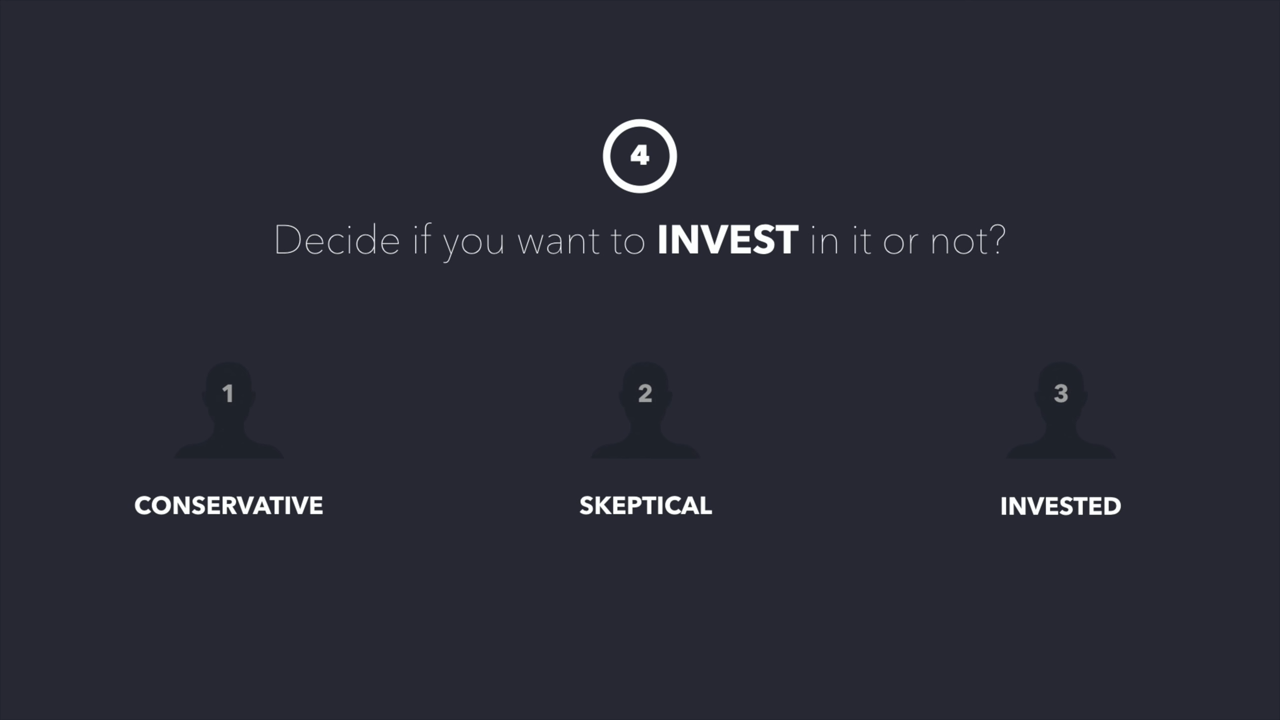 4
Decide if you want to INVEST in it or not?
1
2
3
CONSERVATIVE
SKEPTICAL
INVESTED